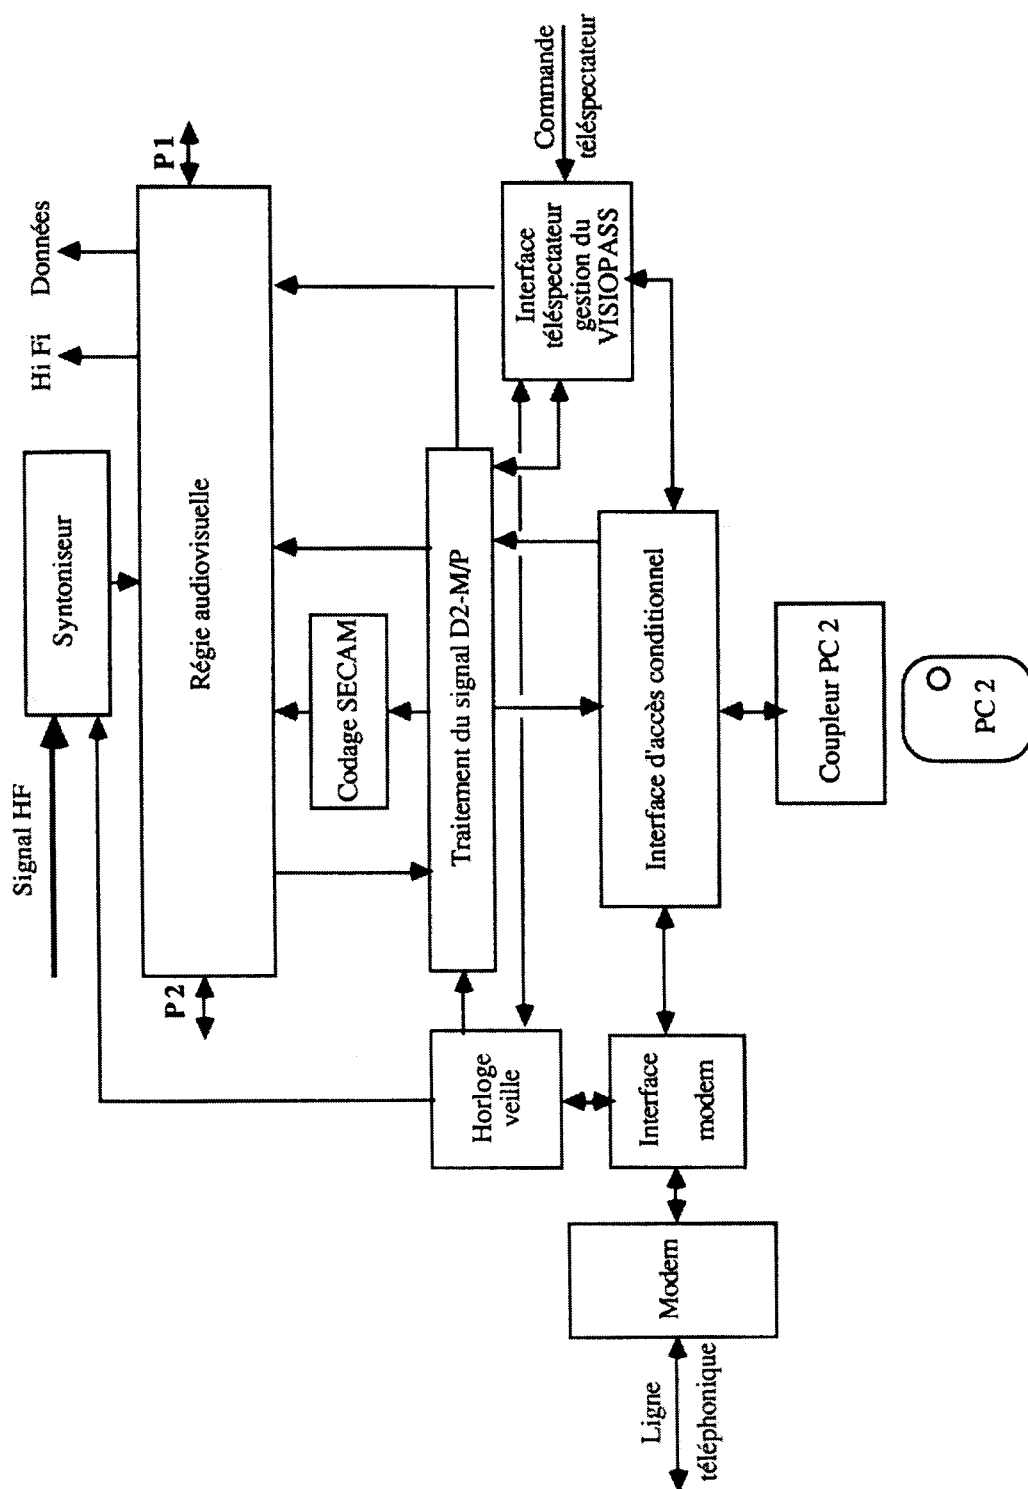 Signal HF
Syntoniseur
Hi Fi
Données
P2
Régie audiovisuelle
P1
Codage SECAM
Horloge
veille
Traitement du signal D2-M/P
Interface
téléspectateur
gestion du
VISIOPASS
Commande
téléspectateur
Ligne
téléphonique
Modem
Interface
modem
Interface d'accès conditionnel
Coupleur PC 2
PC 2